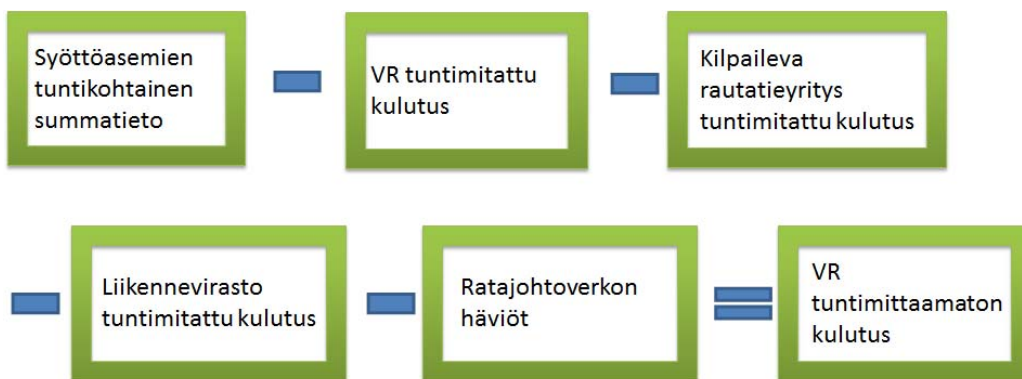 Syöttöasemien
tuntikohtainen
summatieto
VR tuntimitattu
kulutus
Kilpaileva
rautatieyritys
tuntimitattu kulutus
Liikennevirasto
tuntimitattu kulutus
Ratajohtoverkon
häviöt
VR
tuntimittaamaton
kulutus